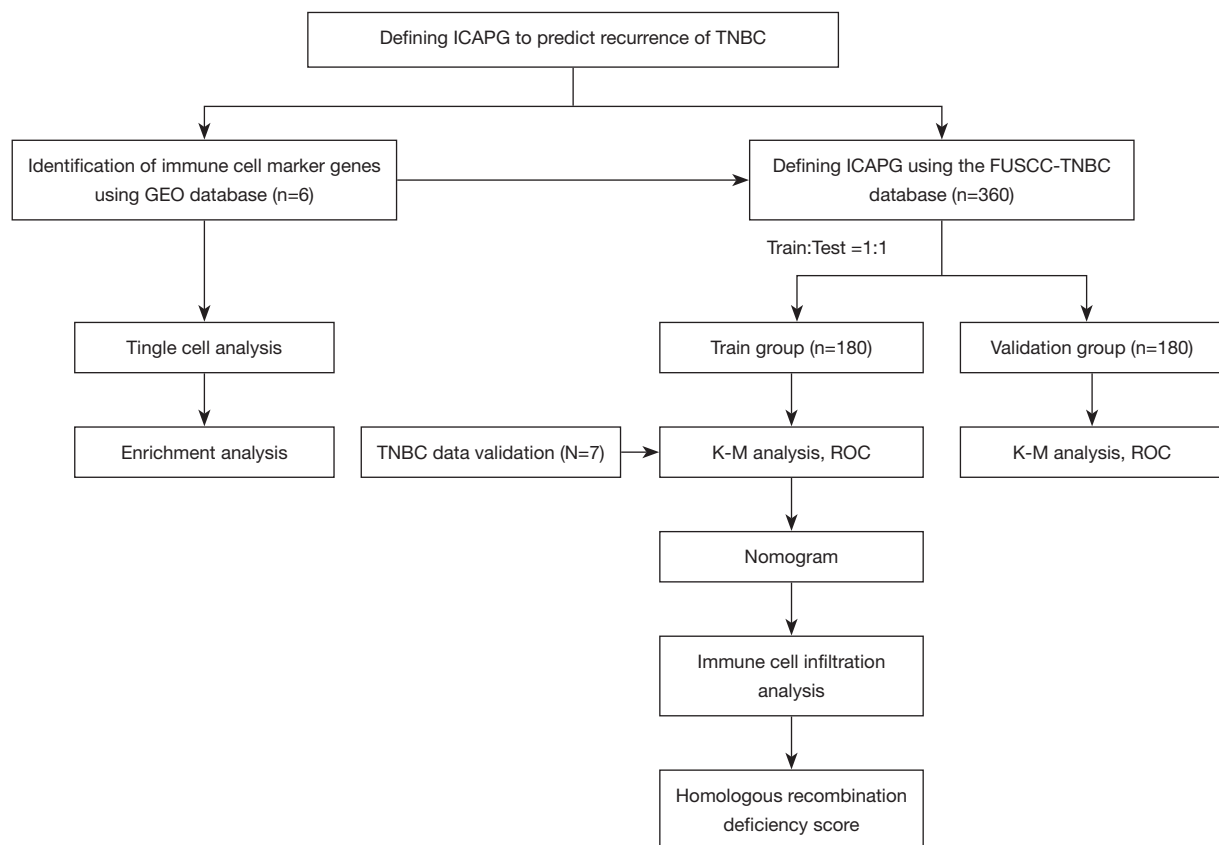 Defining ICAPG to predict recurrence of TNBC
Identification of immune cell marker genes
using GEO database (n=6)
Defining ICAPG using the FUSCC-TNBC
database (n=360)
Train:Test =1:1
Tingle cell analysis
Train group (n=180)
Validation group (n=180)
Enrichment analysis
TNBC data validation (N=7)
K-M analysis, ROC
K-M analysis, ROC
Nomogram
Immune cell infiltration
analysis
Homologous recombination
deficiency score